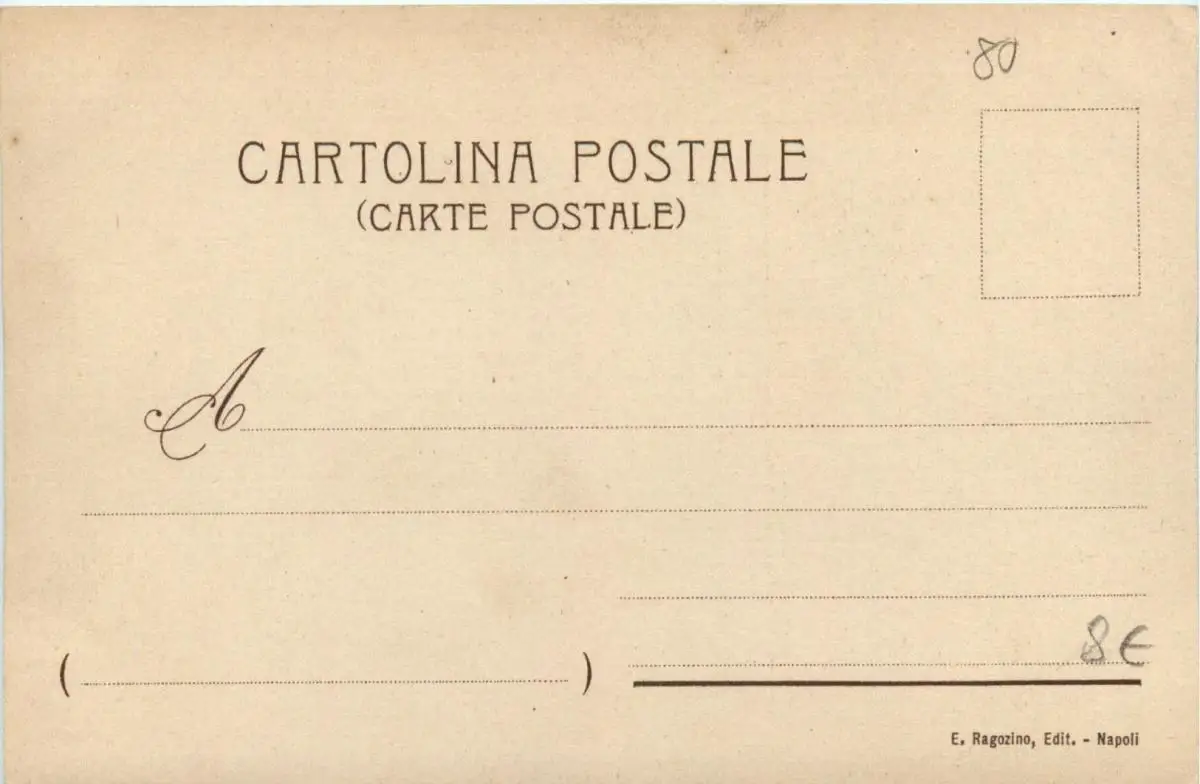 80
CARTOLINA POSTALE
(CARTE POSTALE)
A
( )
8€
E. Ragozino, Edit. - Napoli